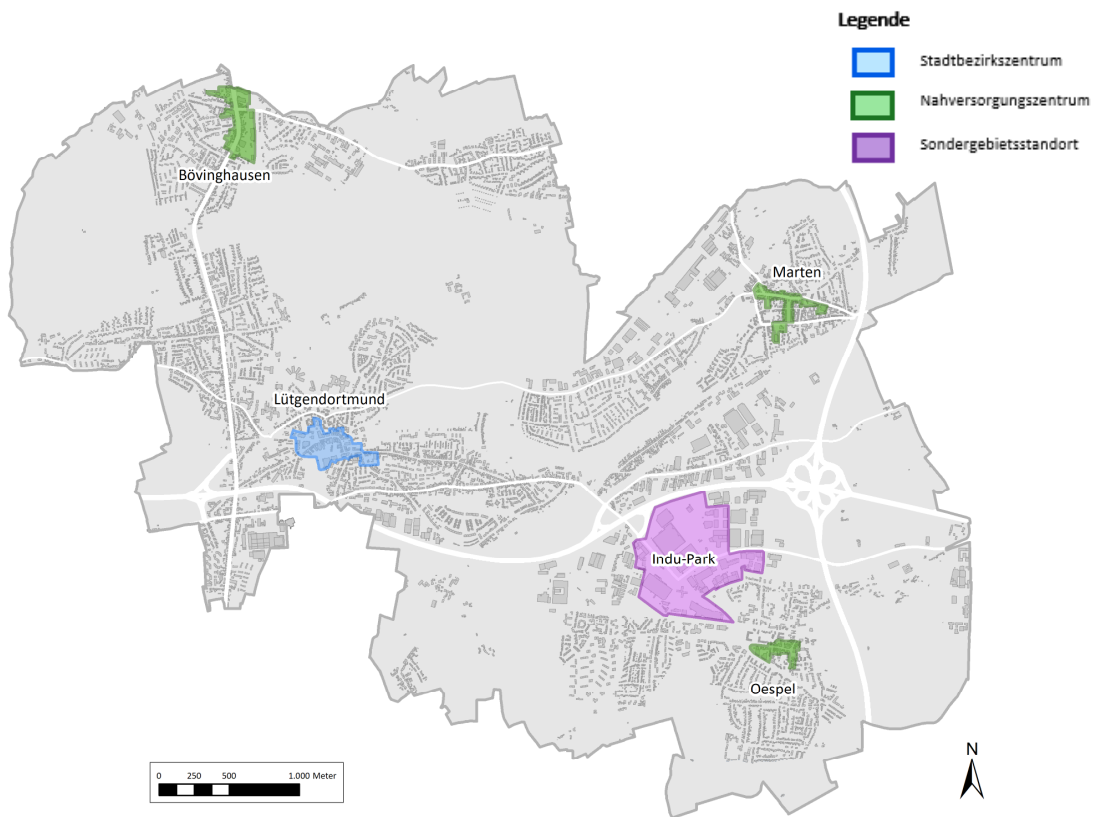 Legende
Stadtbezirkszentrum
Nahversorgungszentrum
Sondergebietsstandort
Bövinghausen
Marten
Lütgendortmund
Indu-Park
Oespel
N
0 250 500 1.000 Meter